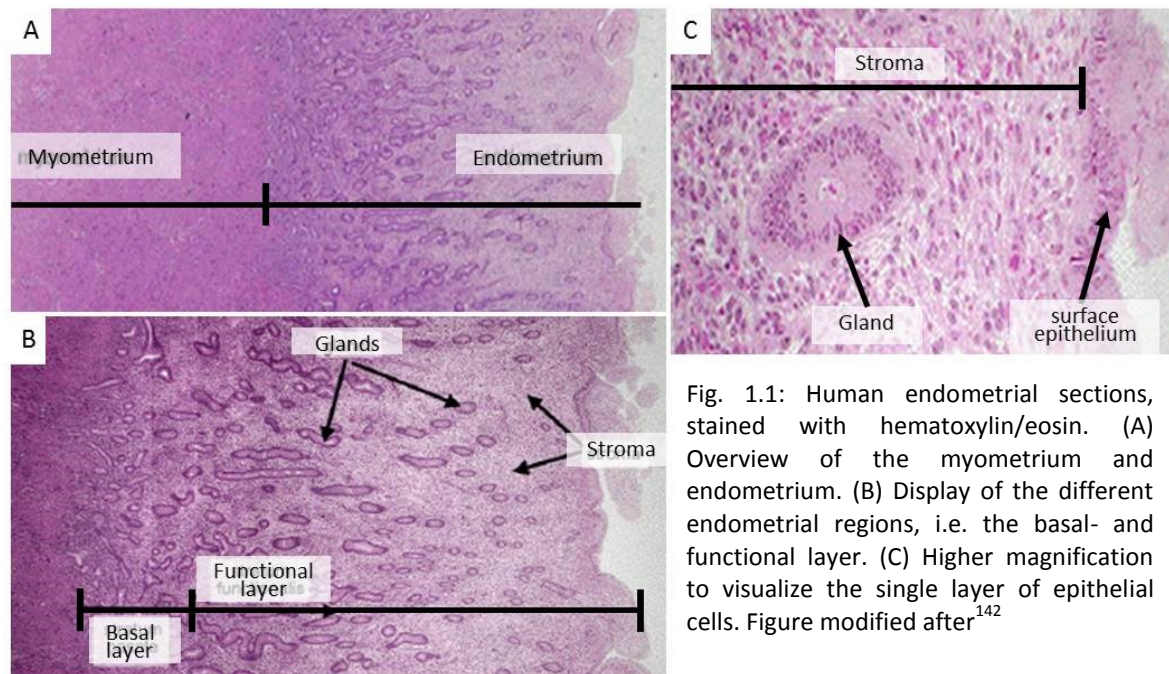 A
Myometrium
Endometrium
B
Glands
Stroma
Functional
layer
Basal
layer
C
Stroma
Gland
surface
epithelium
Fig. 1.1: Human endometrial sections,
stained with hematoxylin/eosin. (A)
Overview of the myometrium and
endometrium. (B) Display of the different
endometrial regions, i.e. the basal- and
functional layer. (C) Higher magnification
to visualize the single layer of epithelial
cells. Figure modified after142